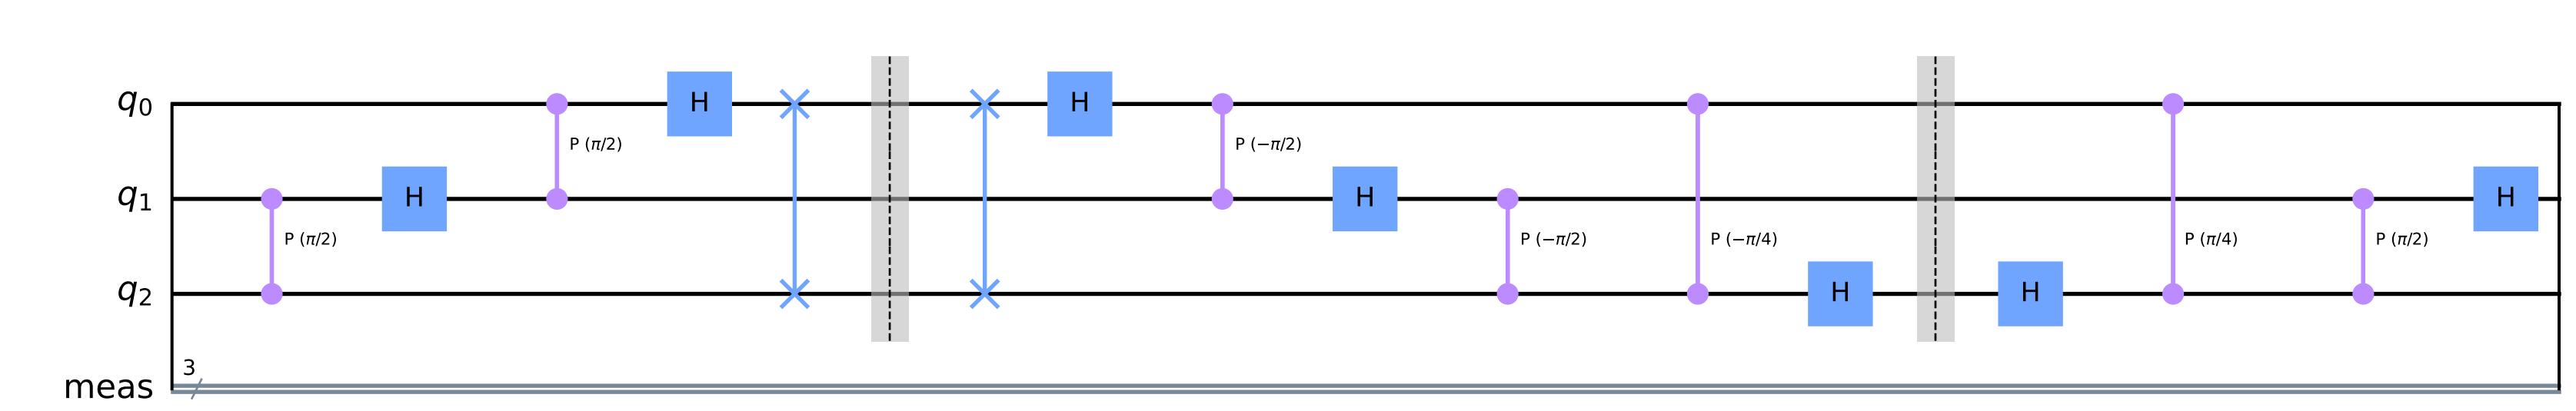 q0 H H
P (π/2) P (−π/2)
q1 H H H
P (π/2) P (−π/2) P (−π/4) P (π/4) P (π/2)
q2 H H
3
meas